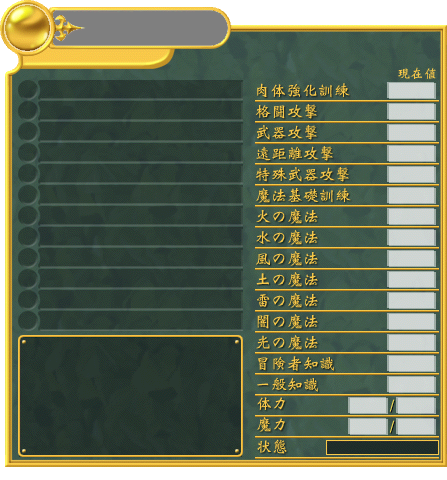 現在値
肉体強化訓練
格闘攻撃
武器攻撃
遠距離攻撃
特殊武器攻撃
魔法基礎訓練
火の魔法
水の魔法
風の魔法
土の魔法
雷の魔法
闇の魔法
光の魔法
冒険者知識
一般知識
体力 /
魔力 /
状態